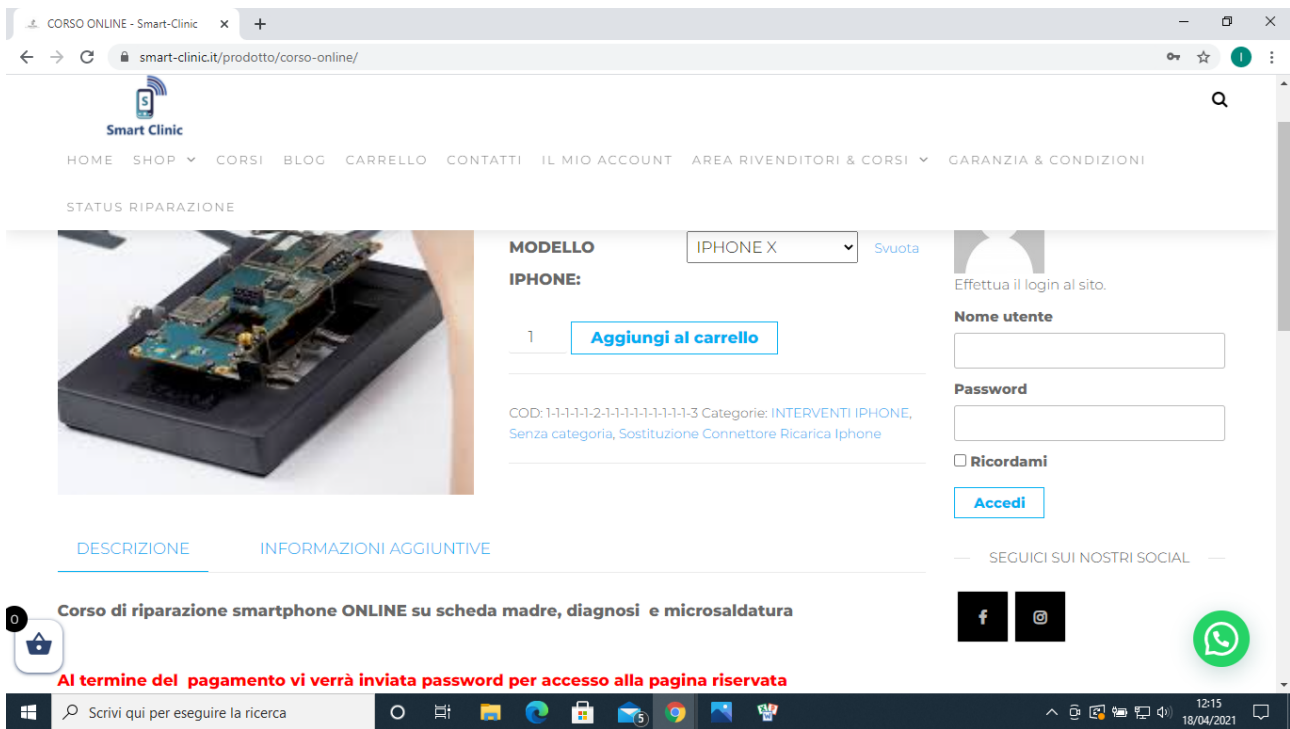 CORSO ONLINE - Smart-Clinic
smart-clinic.it/prodotto/corso-online/
I
S
Smart Clinic
HOME SHOP CORSI BLOG CARRELLO CONTATTI IL MIO ACCOUNT AREA RIVENDITORI & CORSI GARANZIA & CONDIZIONI
STATUS RIPARAZIONE
MODELLO IPHONE X Svuota
IPHONE:
Effettua il login al sito.
Nome utente
1 Aggiungi al carrello
Password
COD: 1-1-1-1-1-2-1-1-1-1-1-1-1-1-3 Categorie: INTERVENTI IPHONE,
Senza categoria, Sostituzione Connettore Ricarica Iphone
Ricordami
Accedi
DESCRIZIONE INFORMAZIONI AGGIUNTIVE
SEGUICI SUI NOSTRI SOCIAL
Corso di riparazione smartphone ONLINE su scheda madre, diagnosi e microsaldatura
f
0
Al termine del pagamento vi verrà inviata password per accesso alla pagina riservata
Scrivi qui per eseguire la ricerca
5
12:15
18/04/2021